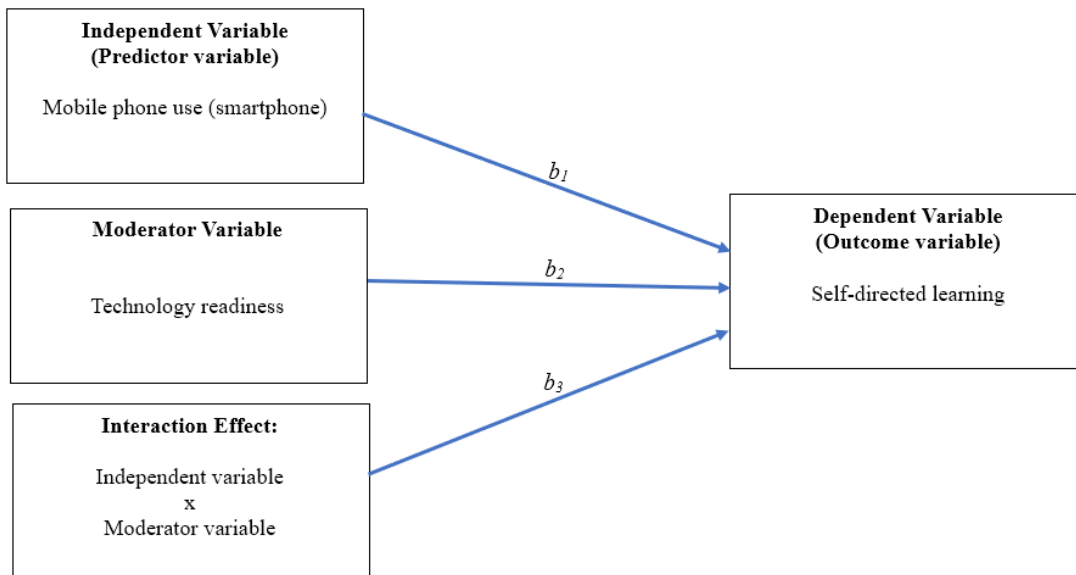 Independent Variable
(Predictor variable)
Mobile phone use (smartphone)
b1
Moderator Variable
Technology readiness
b2
Dependent Variable
(Outcome variable)
Self-directed learning
b3
Interaction Effect:
Independent variable
x
Moderator variable